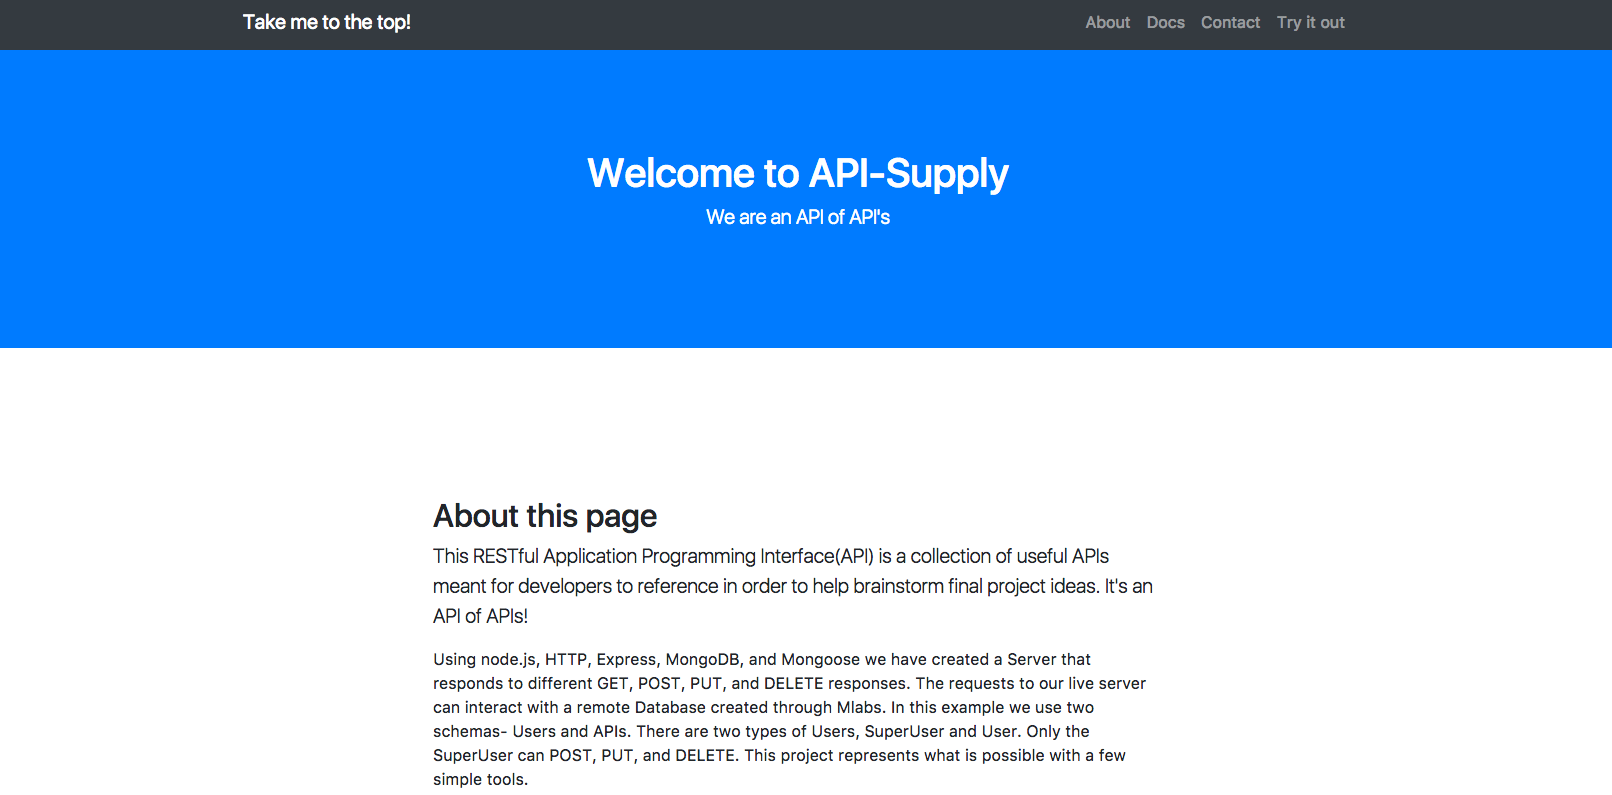 Take me to the top!
About Docs Contact Try it out
Welcome to API-Supply
We are an API of API's
About this page
This RESTful Application Programming Interface(API) is a collection of useful APIs
meant for developers to reference in order to help brainstorm final project ideas. It's an
API of APIs!
Using node.js, HTTP, Express, MongoDB, and Mongoose we have created a Server that
responds to different GET, POST, PUT, and DELETE responses. The requests to our live server
can interact with a remote Database created through Mlabs. In this example we use two
schemas- Users and APIs. There are two types of Users, SuperUser and User. Only the
SuperUser can POST, PUT, and DELETE. This project represents what is possible with a few
simple tools.